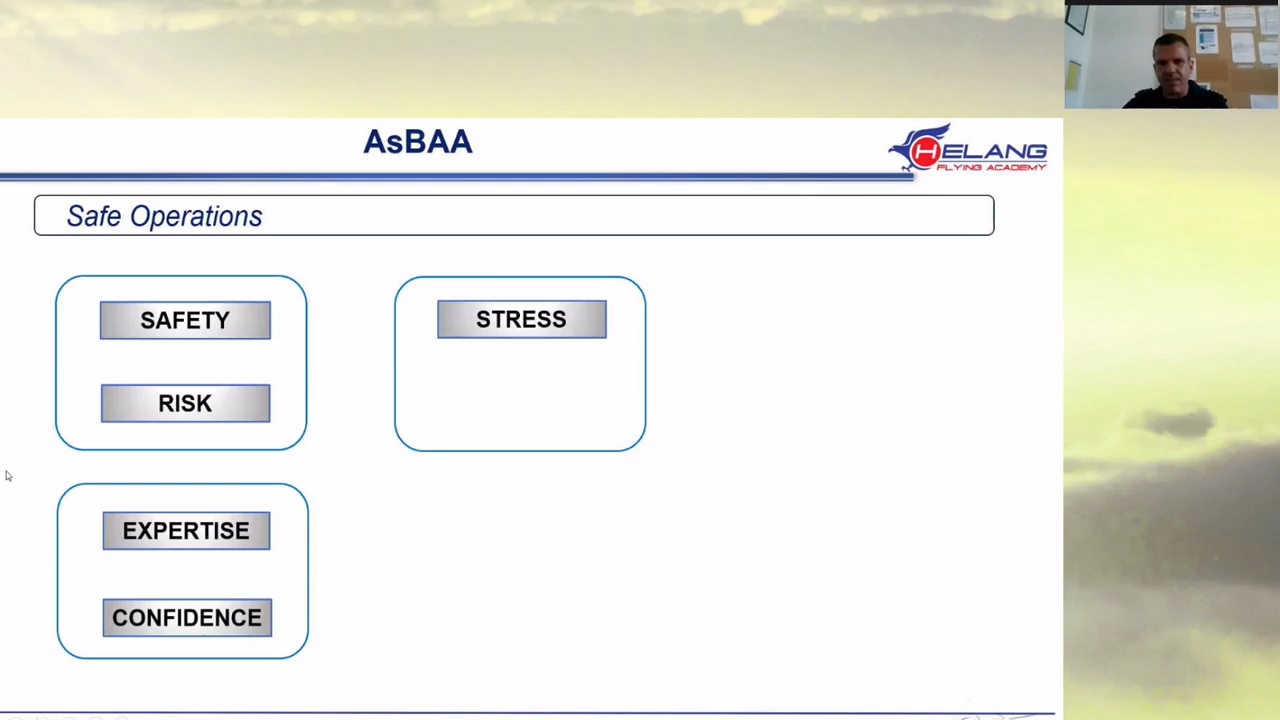 AsBAA
HELANG
FLYING ACADEMY
Safe Operations
SAFETY
RISK
STRESS
EXPERTISE
CONFIDENCE